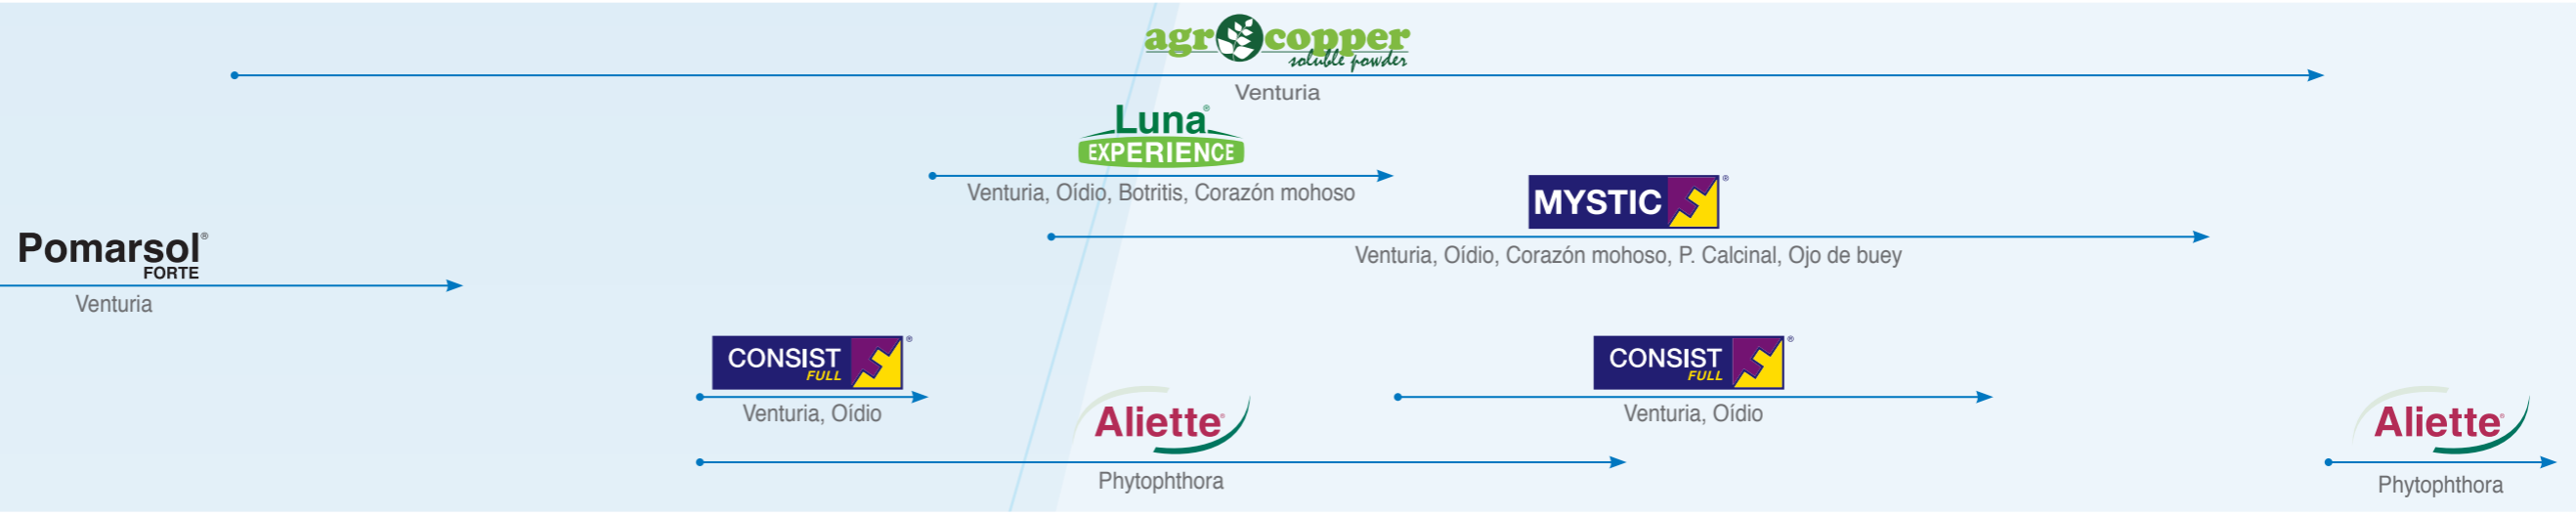 agrocopper
soluble powder
Venturia
Luna®
EXPERIENCE
Venturia, Oídio, Botritis, Corazón mohoso
MYSTIC®
Venturia, Oídio, Corazón mohoso, P. Calcinal, Ojo de buey
Pomarsol®
FORTE
Venturia
CONSIST®
FULL
Venturia, Oídio
CONSIST®
FULL
Venturia, Oídio
Aliette®
Phytophthora
Aliette®
Phytophthora